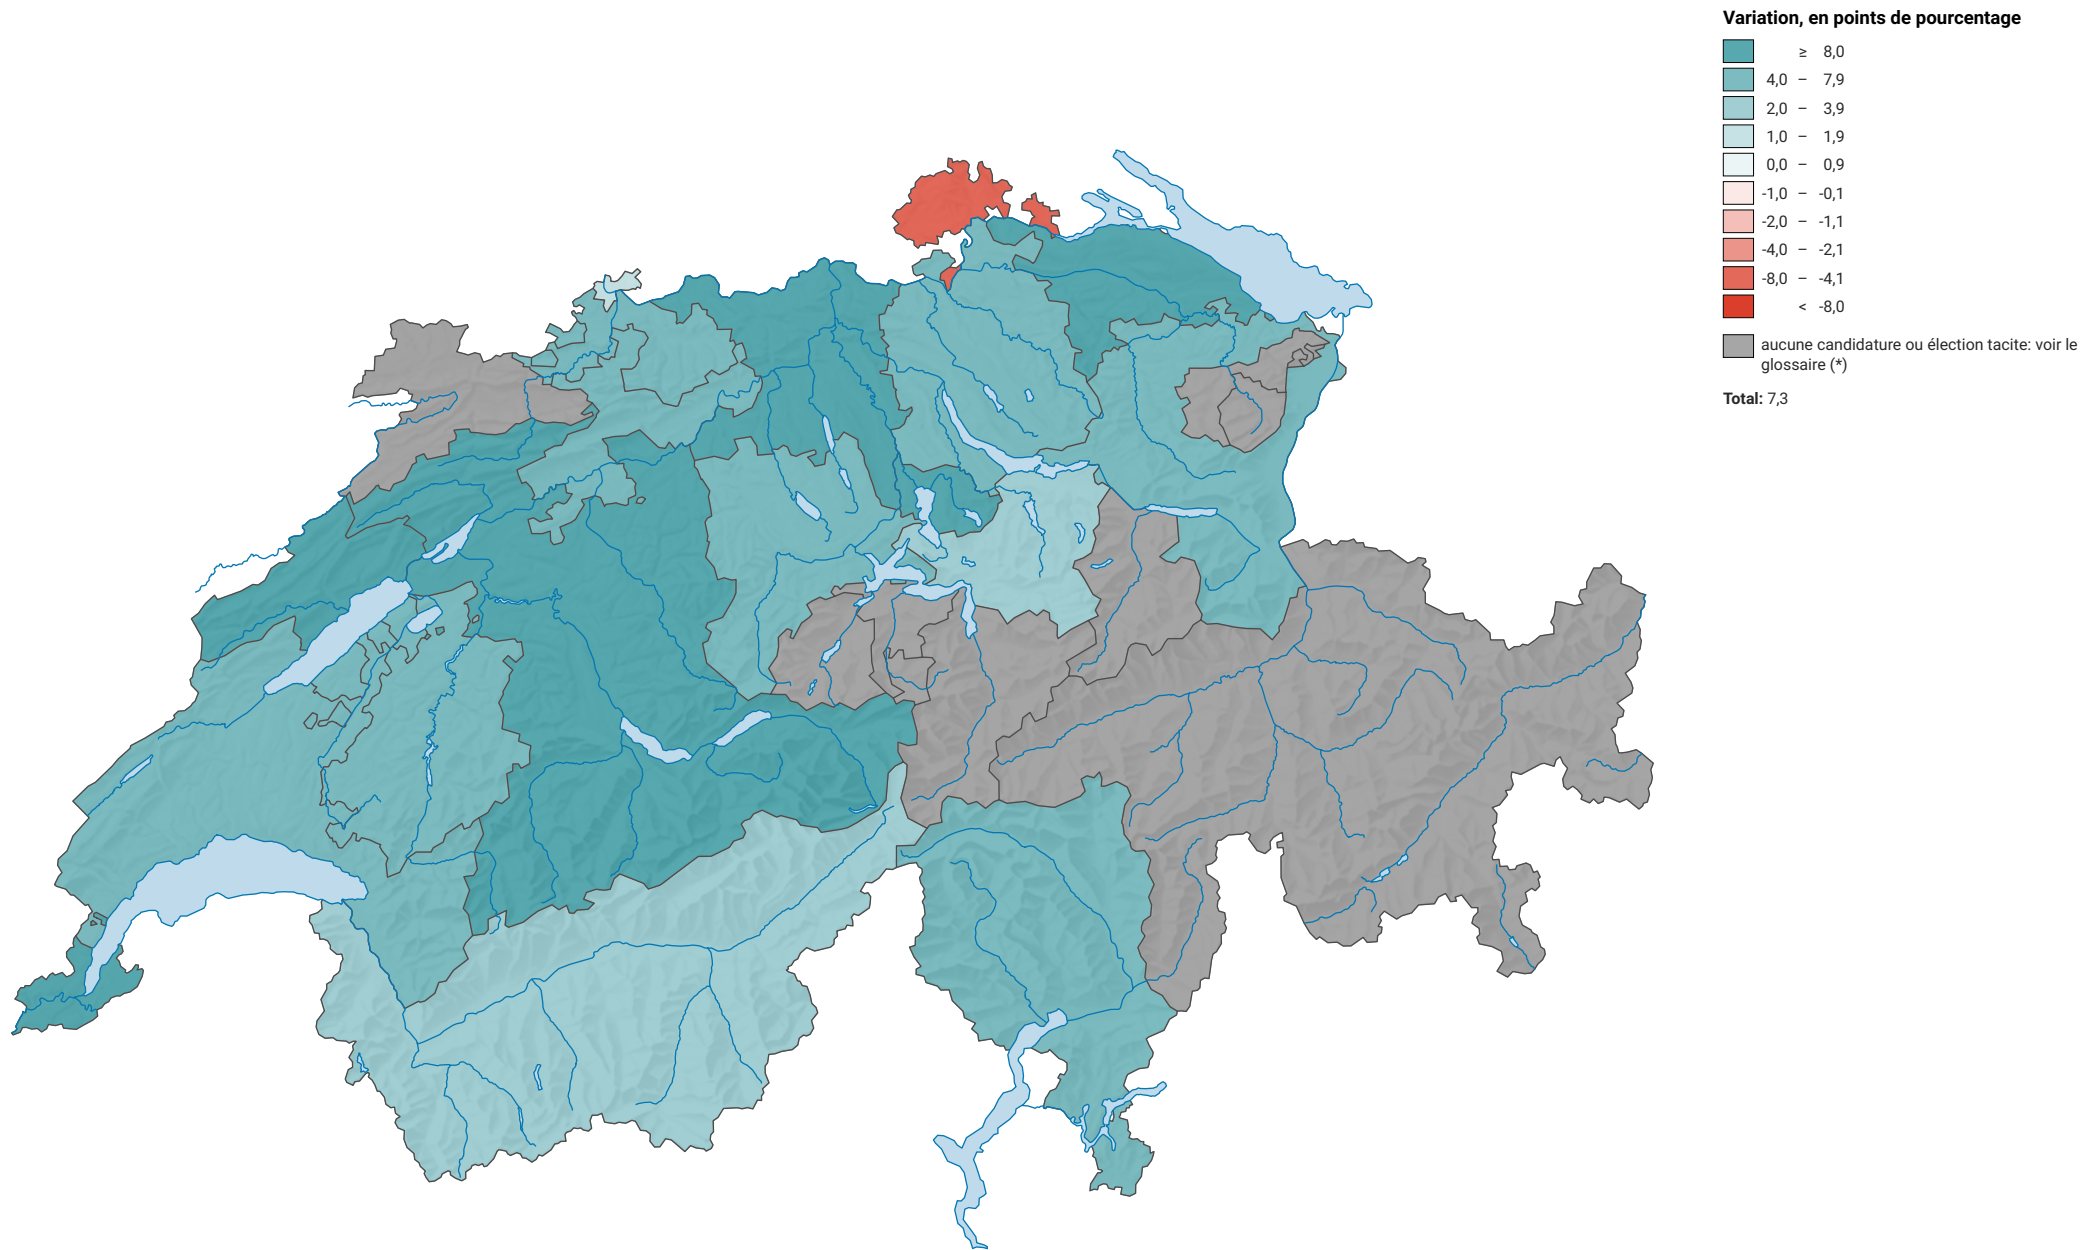 Variation, en points de pourcentage
≥ 8,0
4,0 – 7,9
2,0 – 3,9
1,0 – 1,9
0,0 – 0,9
-1,0 – -0,1
-2,0 – -1,1
-4,0 – -2,1
-8,0 – -4,1
< -8,0
aucune candidature ou élection tacite: voir le
glossaire (*)
Total: 7,3